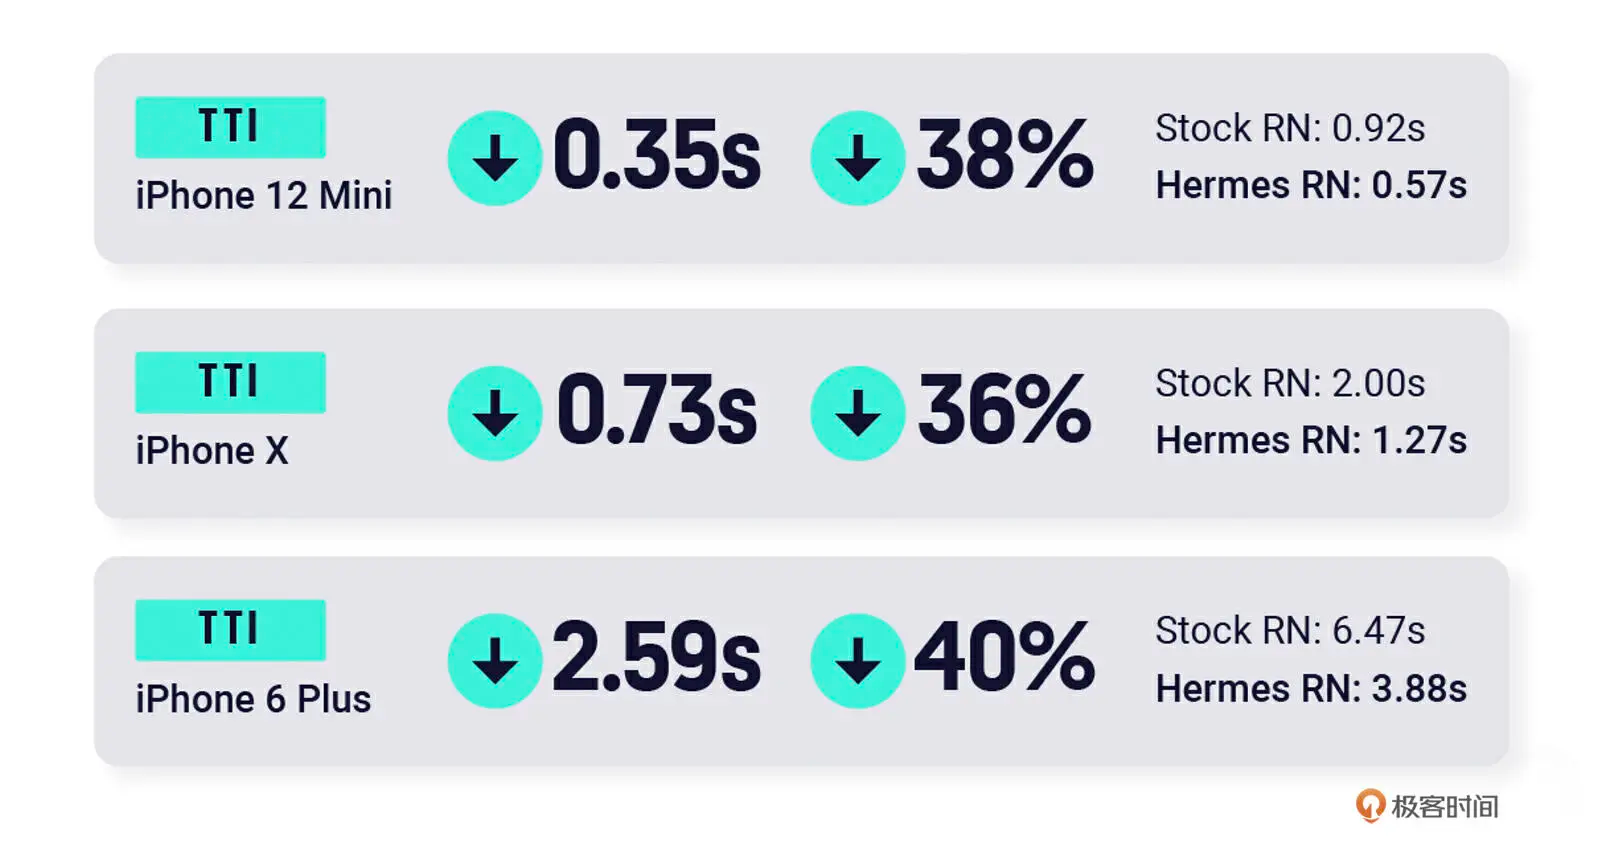 TTI
iPhone 12 Mini
0.35s
38%
Stock RN: 0.92s
Hermes RN: 0.57s
TTI
iPhone X
0.73s
36%
Stock RN: 2.00s
Hermes RN: 1.27s
TTI
iPhone 6 Plus
2.59s
40%
Stock RN: 6.47s
Hermes RN: 3.88s
极客时间